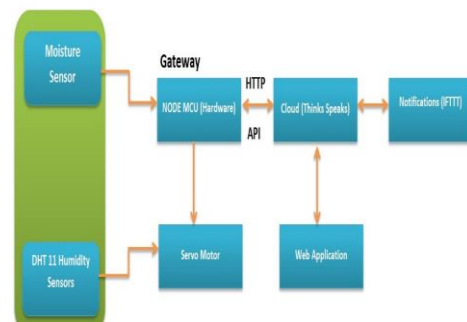 Moisture
Sensor
Gateway
NODE MCU (Hardware)
HTTP
API
Cloud (Thinks Speaks)
Notifications (IFTTT)
DHT 11 Humidity
Sensors
Servo Motor
Web Application